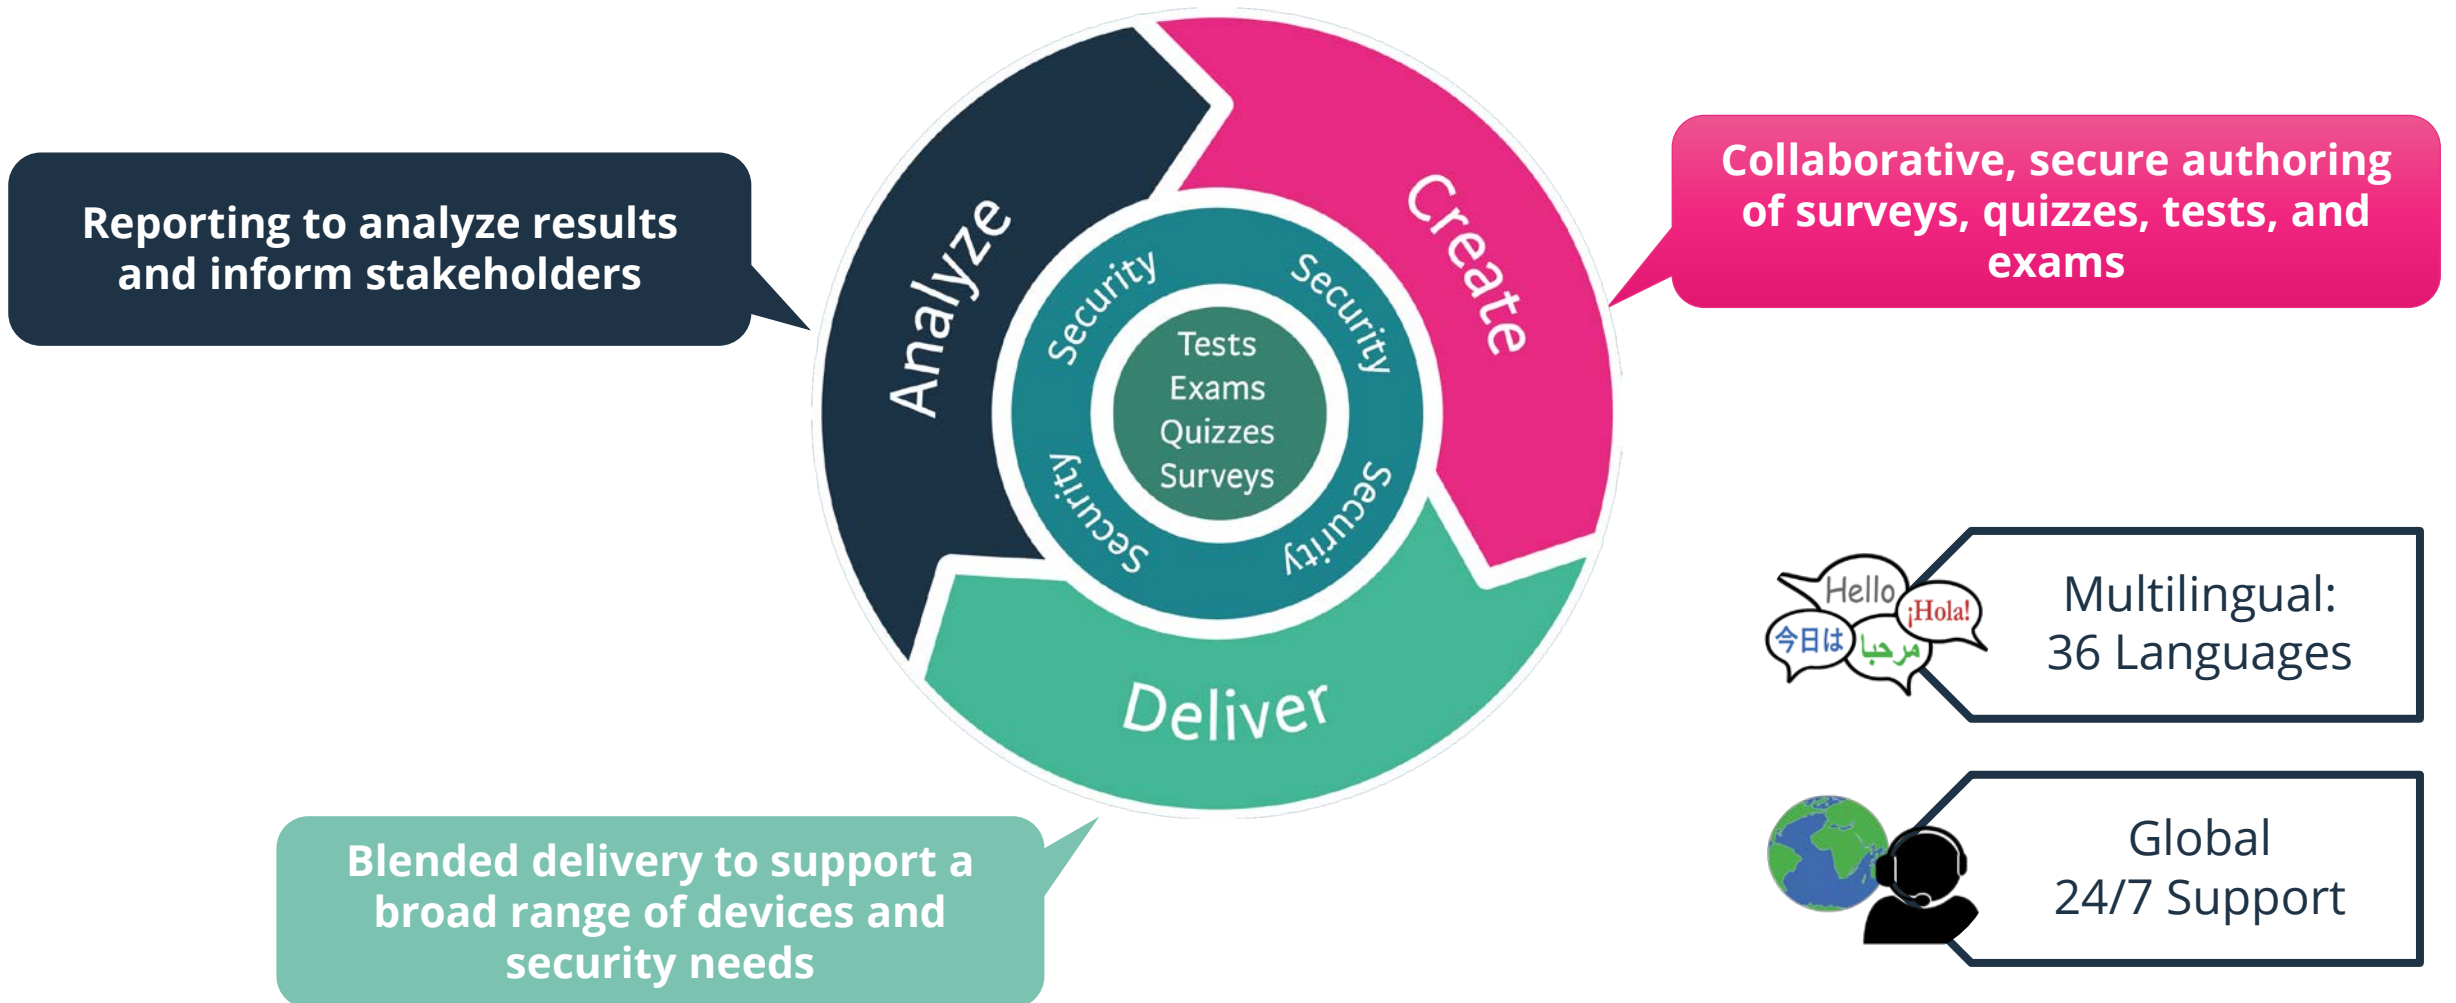 Reporting to analyze results
and inform stakeholders
Analyze
Create
Deliver
Security
Security
Security
Security
Tests
Exams
Quizzes
Surveys
Collaborative, secure authoring
of surveys, quizzes, tests, and
exams
Blended delivery to support a
broad range of devices and
security needs
Hello
¡Hola!
今日は
مرحبا
Multilingual:
36 Languages
Global
24/7 Support